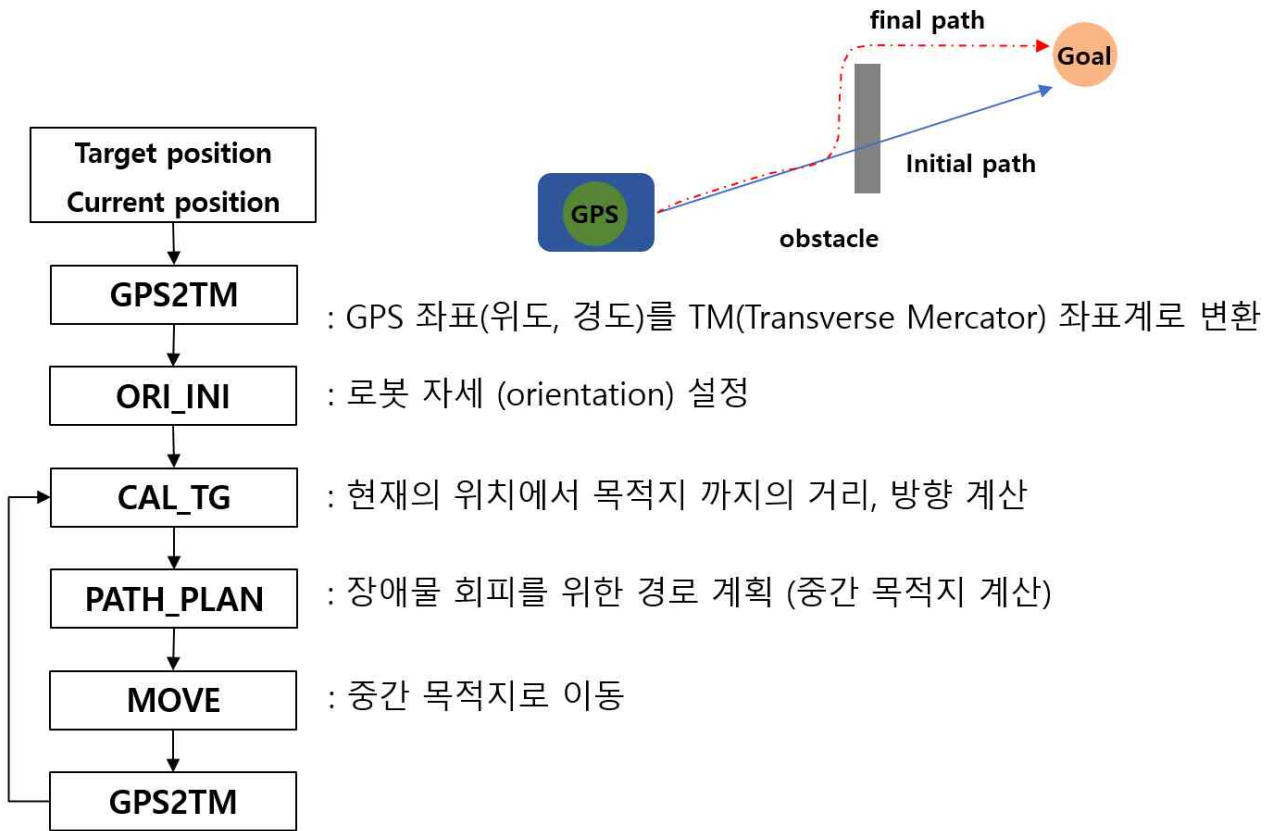 final path
Goal
Initial path
GPS
obstacle
Target position
Current position
GPS2TM
: GPS 좌표(위도, 경도)를 TM(Transverse Mercator) 좌표계로 변환
ORI_INI
: 로봇 자세 (orientation) 설정
CAL_TG
: 현재의 위치에서 목적지 까지의 거리, 방향 계산
PATH_PLAN
: 장애물 회피를 위한 경로 계획 (중간 목적지 계산)
MOVE
: 중간 목적지로 이동
GPS2TM